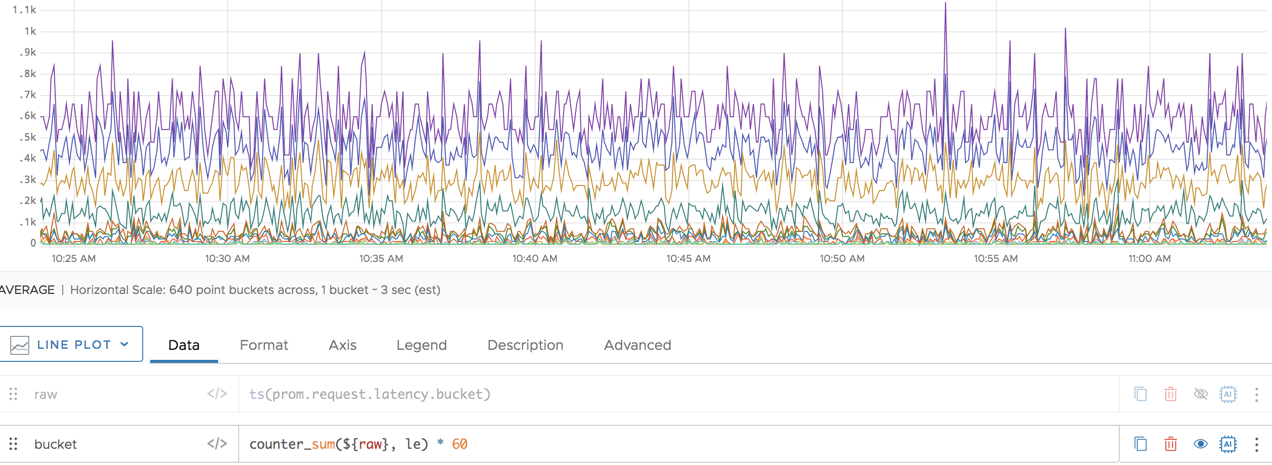 1.1k
1k
.9k
.8k
.7k
.6k
.5k
.4k
.3k
.2k
.1k
0
10:25 AM 10:30 AM 10:35 AM 10:40 AM 10:45 AM 10:50 AM 10:55 AM 11:00 AM
AVERAGE | Horizontal Scale: 640 point buckets across, 1 bucket ~ 3 sec (est)
LINE PLOT Data Format Axis Legend Description Advanced
raw </> ts(prom.request.latency.bucket) AI
bucket </> counter_sum(${raw}, le) * 60 AI